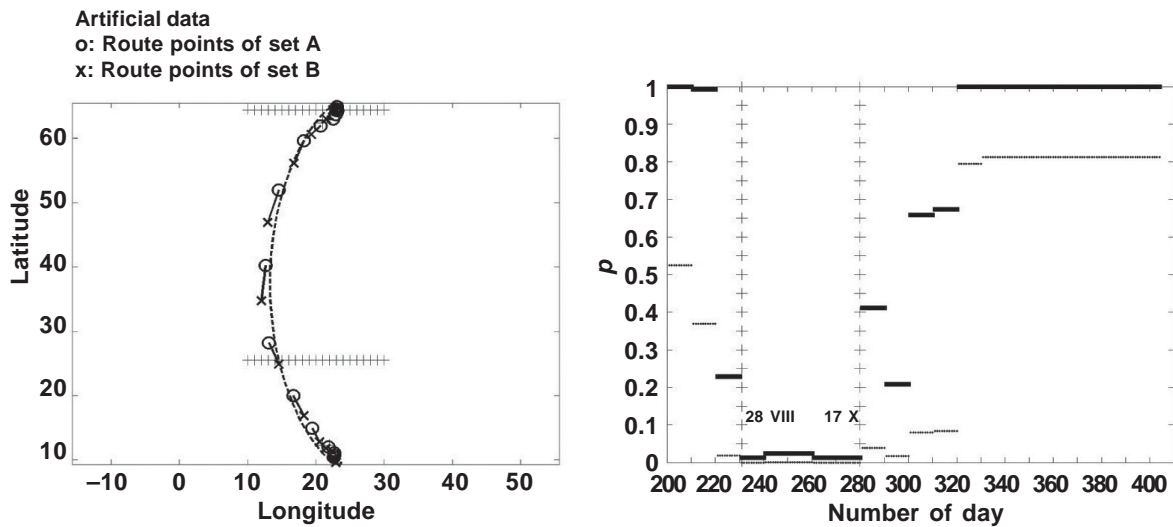 Artificial data
o: Route points of set A
x: Route points of set B
60
50
40
30
20
10
Latitude
−10 0 10 20 30 40 50
Longitude
1
0.9
0.8
0.7
0.6
0.5
0.4
0.3
0.2
0.1
0
p
28 VIII 17 X
200 220 240 260 280 300 320 340 360 380 400
Number of day